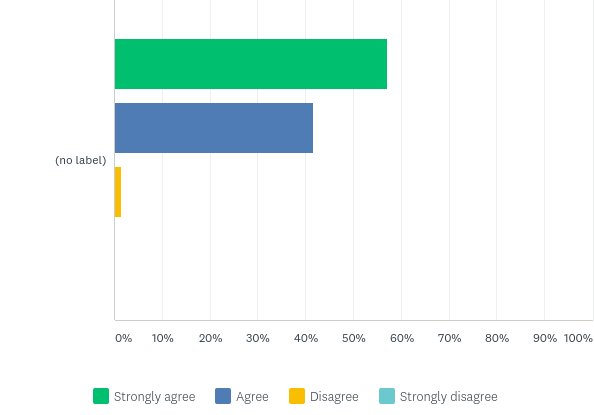 (no label)
0% 10% 20% 30% 40% 50% 60% 70% 80% 90% 100%
Strongly agree Agree Disagree Strongly disagree